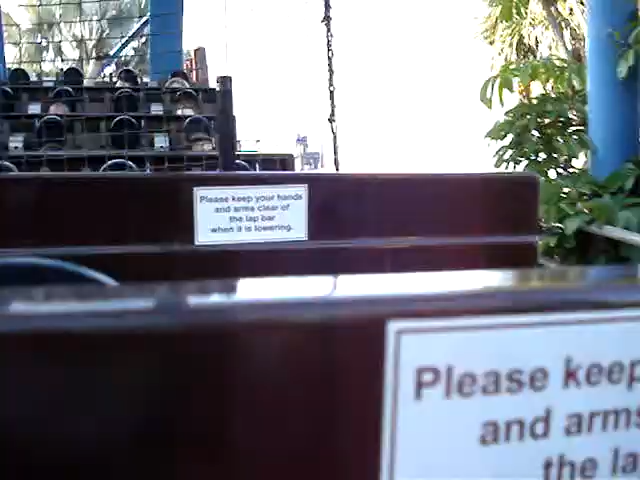 Please keep your hands
and arms clear of
the lap bar
when it is lowering.
Please keep
and arms
the la